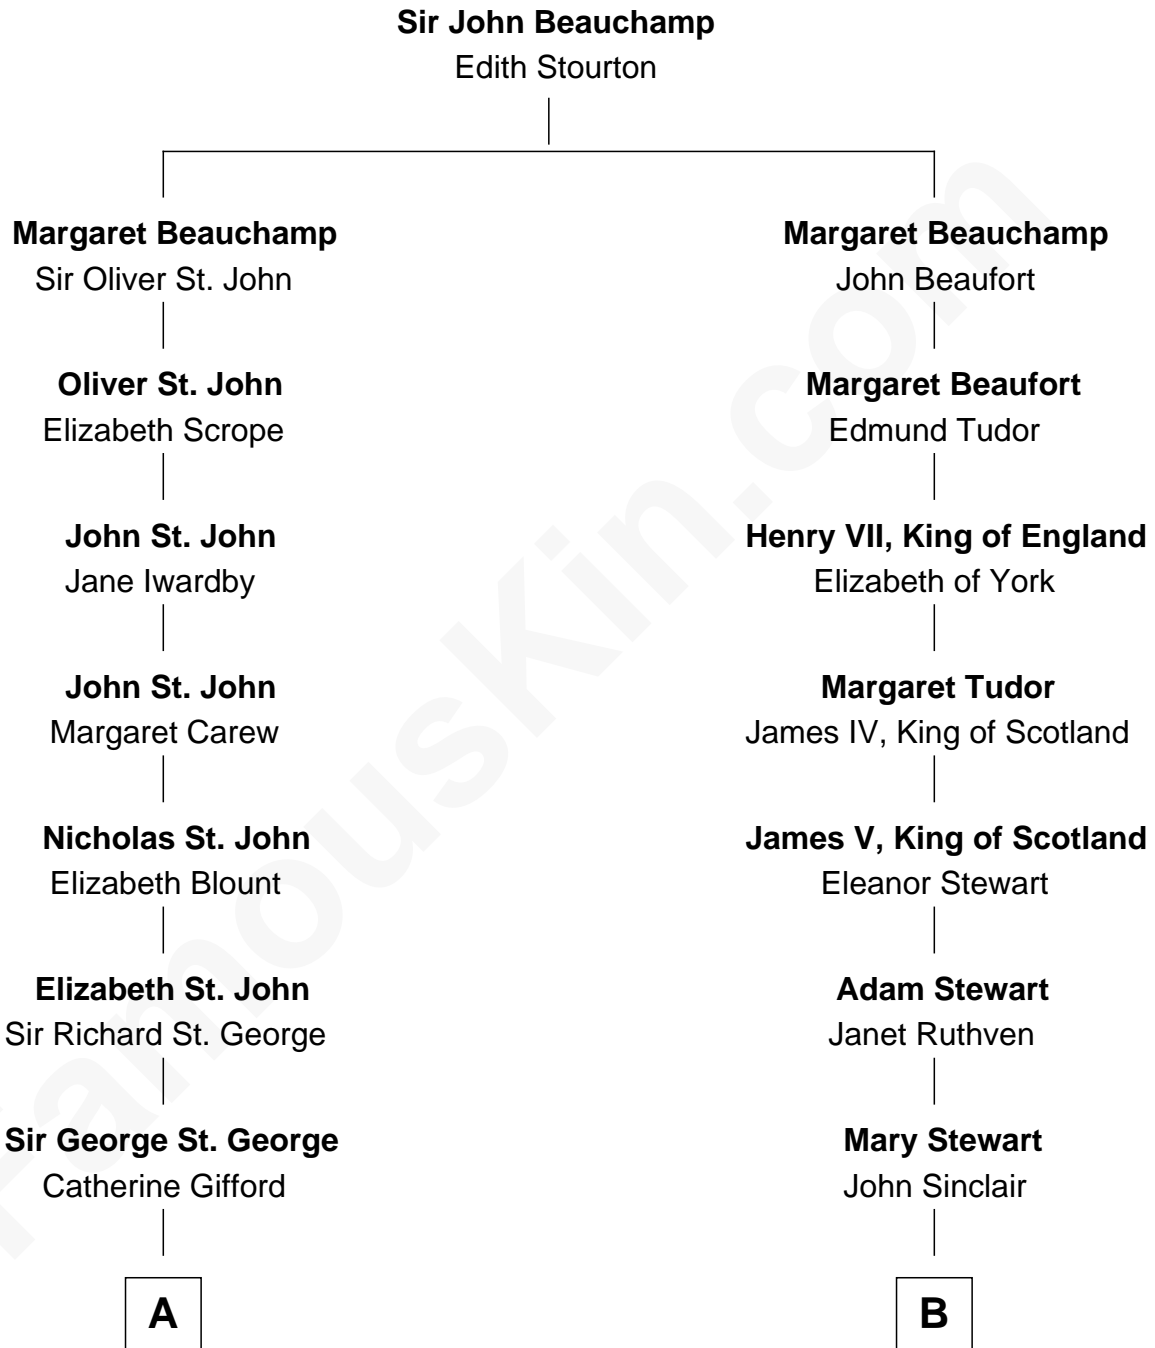 Sir John Beauchamp
Edith Stourton
Margaret Beauchamp
Sir Oliver St. John
Oliver St. John
Elizabeth Scrope
John St. John
Jane Iwardby
John St. John
Margaret Carew
Nicholas St. John
Elizabeth Blount
Elizabeth St. John
Sir Richard St. George
Sir George St. George
Catherine Gifford
A
Margaret Beauchamp
John Beaufort
Margaret Beaufort
Edmund Tudor
Henry VII, King of England
Elizabeth of York
Margaret Tudor
James IV, King of Scotland
James V, King of Scotland
Eleanor Stewart
Adam Stewart
Janet Ruthven
Mary Stewart
John Sinclair
B
FamousKin.com